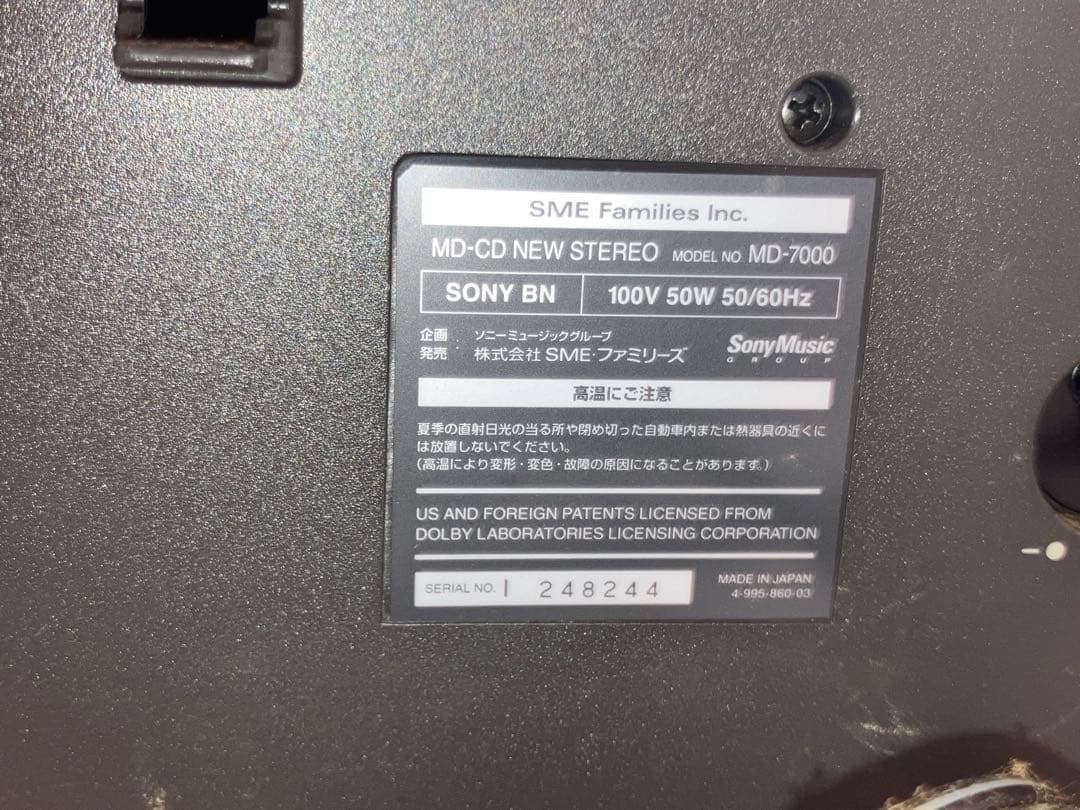 SME Families Inc.
MD-CD NEW STEREO MODEL NO MD-7000
SONY BN 100V 50W 50/60Hz
企画 : ソニーミュージックグループ
発売 : 株式会社 SME・ファミリーズ
SonyMusic
GROUP
高温にご注意
夏季の直射日光の当る所や閉め切った自動車内または熱器具の近くに
は放置しないでください。
(高温により変形・変色・故障の原因になることがあります。)
US AND FOREIGN PATENTS LICENSED FROM
DOLBY LABORATORIES LICENSING CORPORATION
SERIAL NO. 248244
MADE IN JAPAN
4-995-860-03